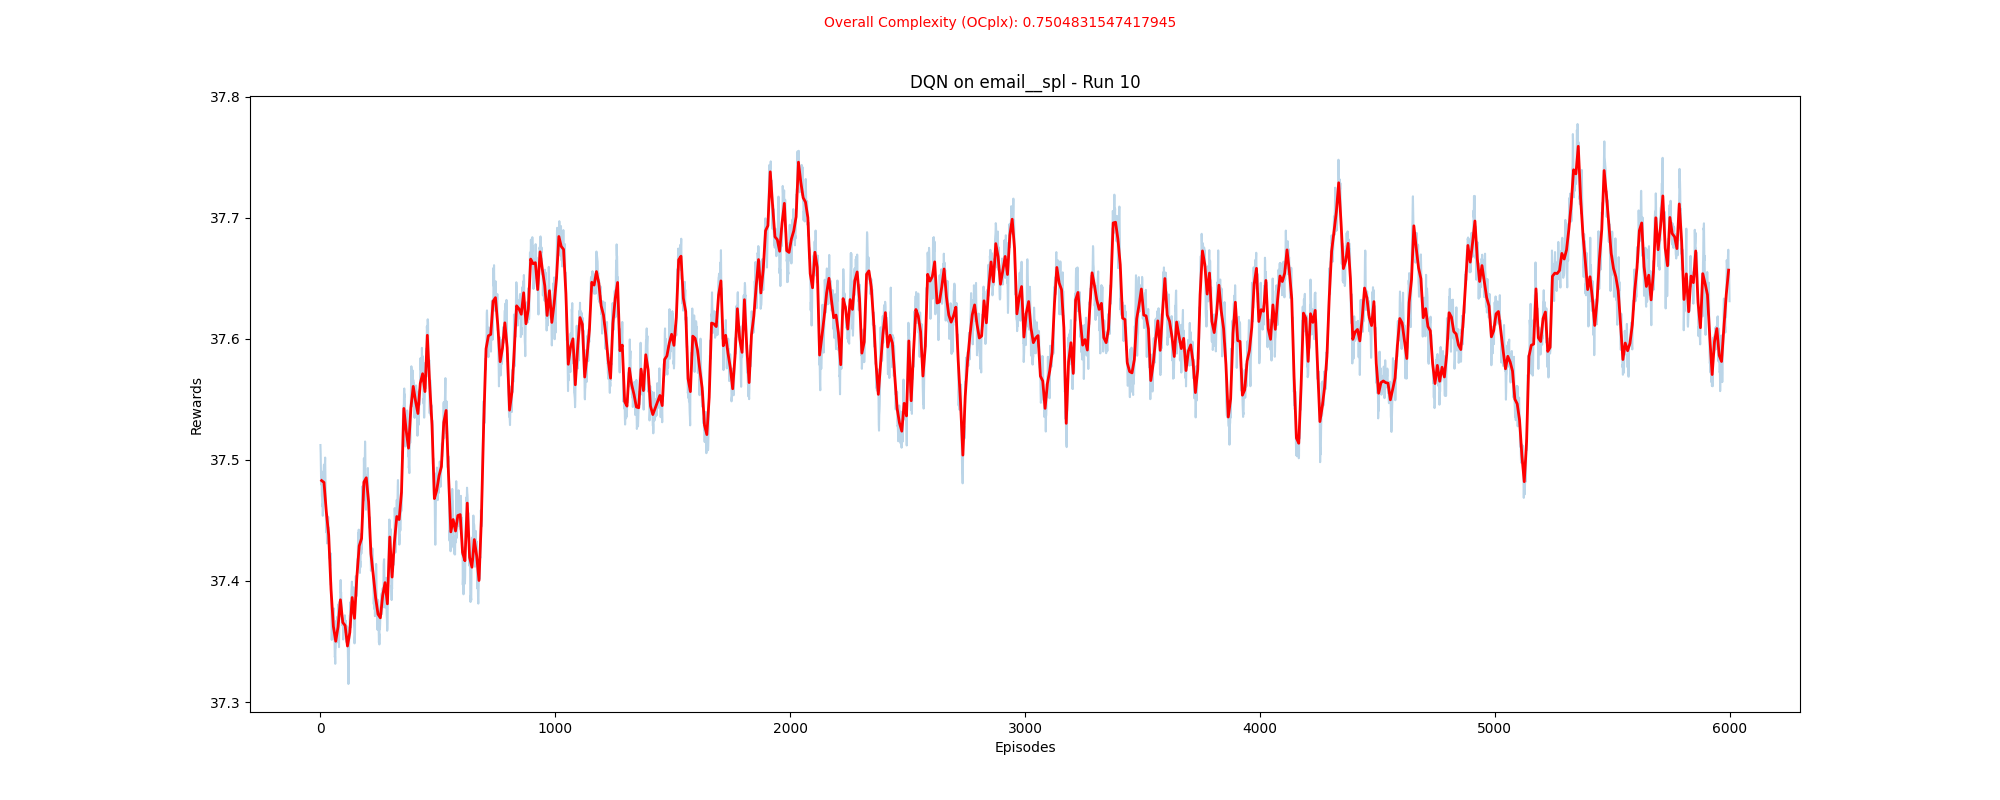 Overall Complexity (OCplx): 0.7504831547417945
DQN on email__spl - Run 10
37.8
37.7
37.6
37.5
37.4
37.3
Rewards
0 1000 2000 3000 4000 5000 6000
Episodes